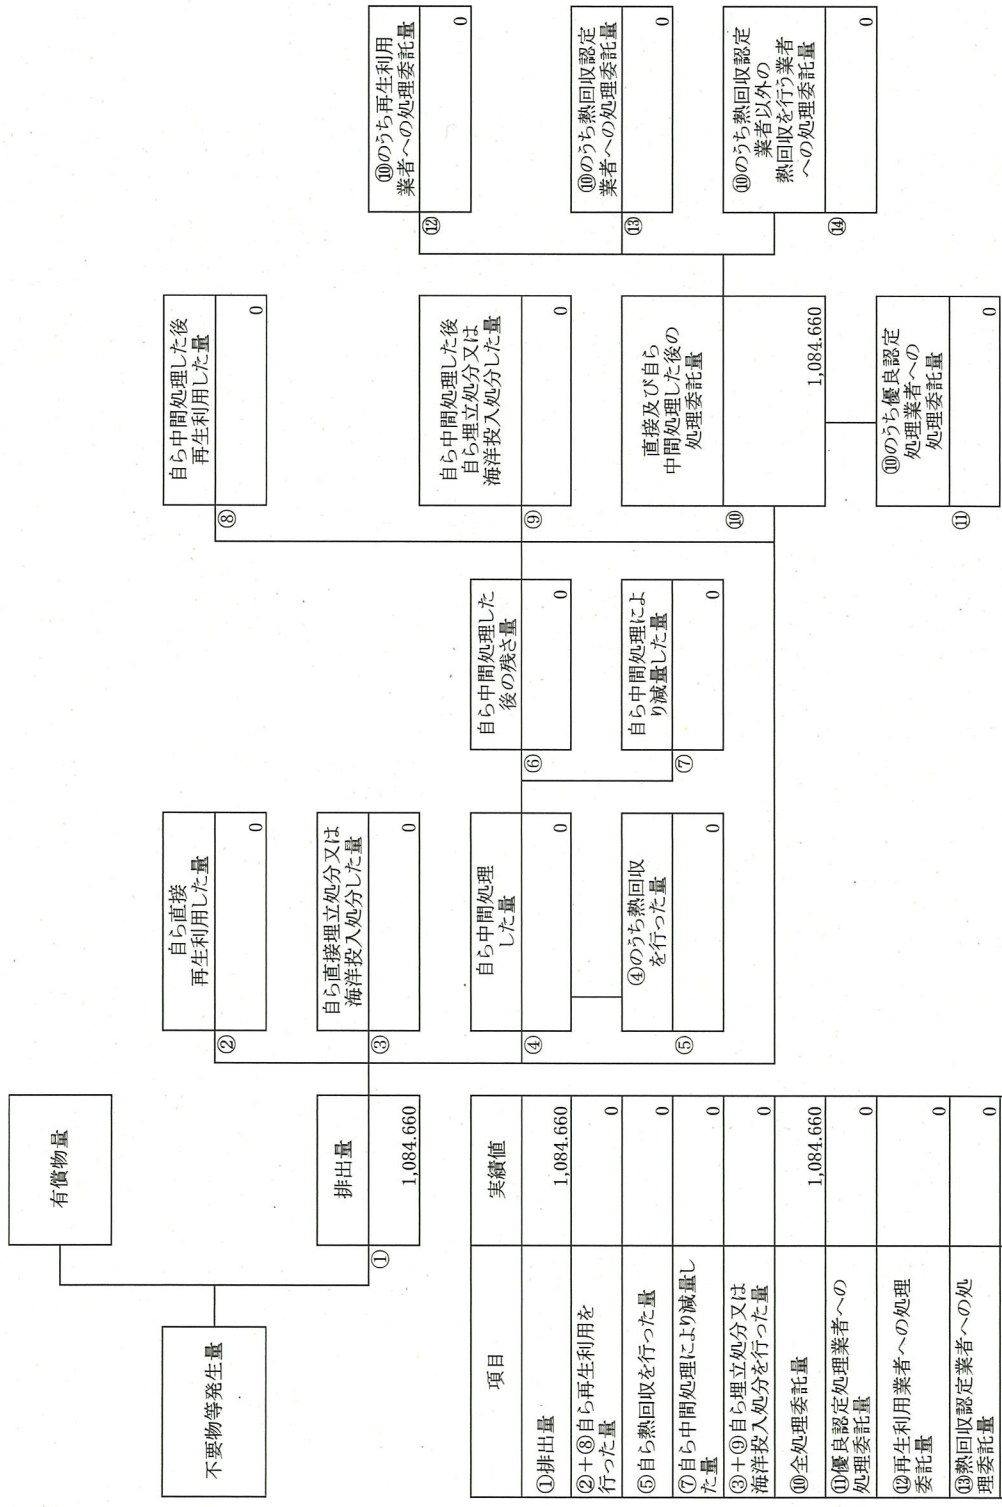 不要物等発生量
有償物量
①
排出量
1,084.660
②
自ら直接
再生利用した量
0
③
自ら直接埋立処分又は
海洋投入処分した量
0
④
自ら中間処理
した量
0
⑤
④のうち熱回収
を行った量
0
⑥
自ら中間処理した
後の残さ量
0
⑦
自ら中間処理によ
り減量した量
0
⑧
自ら中間処理した後
再生利用した量
0
⑨
自ら中間処理した後
自ら埋立処分又は
海洋投入処分した量
0
⑩
直接及び自ら
中間処理した後の
処理委託量
1,084.660
⑪
⑩のうち優良認定
処理業者への
処理委託量
0
⑫
⑩のうち再生利用
業者への処理委託量
0
⑬
⑩のうち熱回収認定
業者への処理委託量
0
⑭
⑩のうち熱回収認定
業者以外の
熱回収を行う業者
への処理委託量
0
項目 実績値
①排出量 1,084.660
②+⑧自ら再生利用を
行った量 0
⑤自ら熱回収を行った量 0
⑦自ら中間処理により減量し
た量 0
③+⑨自ら埋立処分又は
海洋投入処分を行った量 0
⑩全処理委託量 1,084.660
⑪優良認定処理業者への
処理委託量 0
⑫再生利用業者への処理
委託量 0
⑬熱回収認定業者への処
理委託量 0